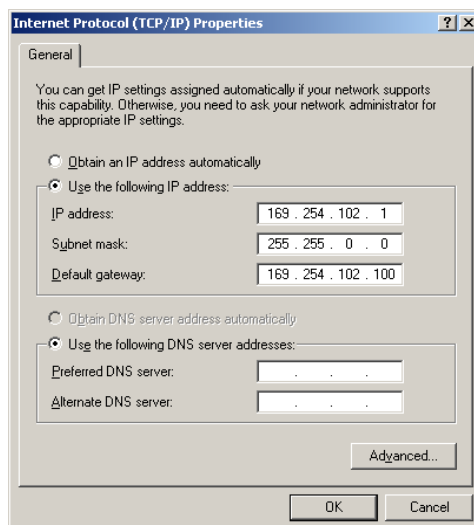 Internet Protocol (TCP/IP) Properties
General
You can get IP settings assigned automatically if your network supports
this capability. Otherwise, you need to ask your network administrator for
the appropriate IP settings.
Obtain an IP address automatically
Use the following IP address:
IP address: 169 . 254 . 102 . 1
Subnet mask: 255 . 255 . 0 . 0
Default gateway: 169 . 254 . 102 . 100
Obtain DNS server address automatically
Use the following DNS server addresses:
Preferred DNS server: . . .
Alternate DNS server: . . .
Advanced...
OK Cancel